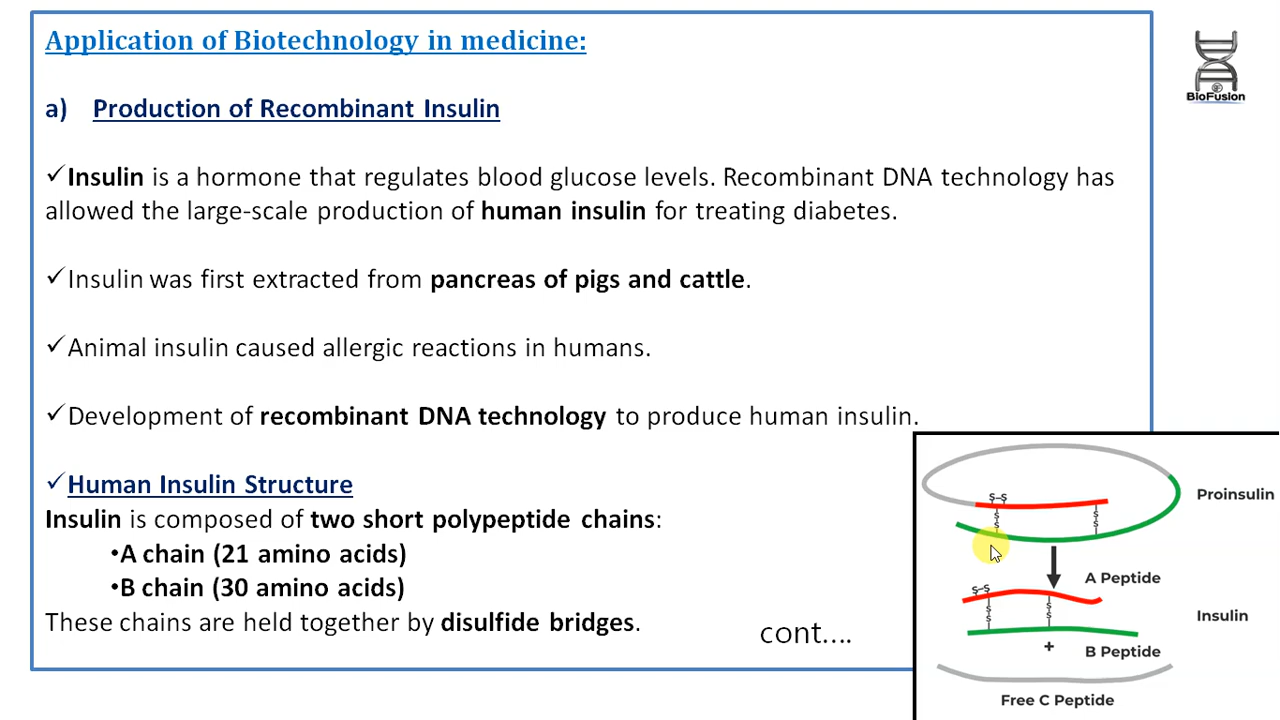 Application of Biotechnology in medicine:
BioFusion
a) Production of Recombinant Insulin
✓Insulin is a hormone that regulates blood glucose levels. Recombinant DNA technology has
allowed the large-scale production of human insulin for treating diabetes.
✓Insulin was first extracted from pancreas of pigs and cattle.
✓Animal insulin caused allergic reactions in humans.
✓Development of recombinant DNA technology to produce human insulin.
✓Human Insulin Structure
Insulin is composed of two short polypeptide chains:
•A chain (21 amino acids)
•B chain (30 amino acids)
These chains are held together by disulfide bridges.
cont....
S-S
S
S
S
S
Proinsulin
A Peptide
S-S
S
S
S
S
Insulin
+
B Peptide
Free C Peptide